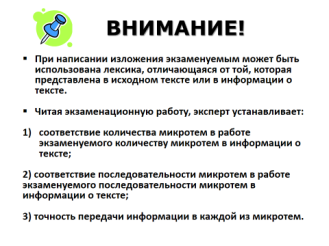 ВНИМАНИЕ!
▪ При написании изложения экзаменуемым может быть
использована лексика, отличающаяся от той, которая
представлена в исходном тексте или в информации о
тексте.
▪ Читая экзаменационную работу, эксперт устанавливает:
1) соответствие количества микротем в работе
экзаменуемого количеству микротем в информации о
тексте;
2) соответствие последовательности микротем в работе
экзаменуемого последовательности микротем в
информации о тексте;
3) точность передачи информации в каждой из микротем.